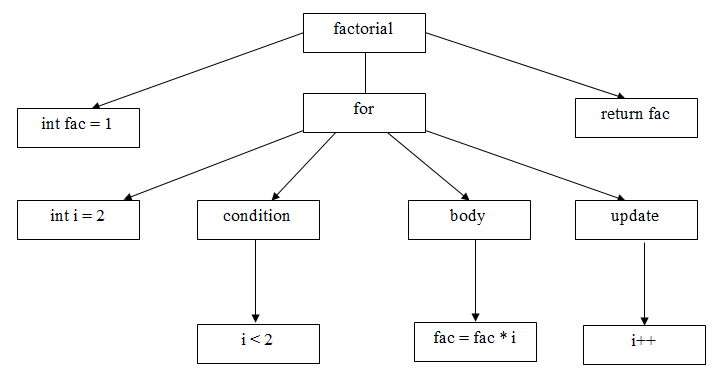 factorial
int fac = 1
for
return fac
int i = 2
condition
body
update
i < 2
fac = fac * i
i++